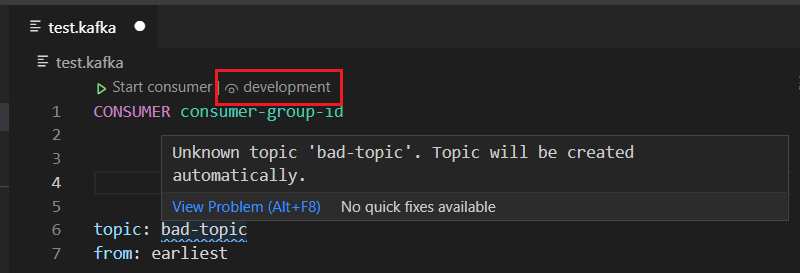 test.kafka
test.kafka
Start consumer | development
1 CONSUMER consumer-group-id
2
3
Unknown topic 'bad-topic'. Topic will be created
4 automatically.
5 View Problem (Alt+F8) No quick fixes available
6 topic: bad-topic
7 from: earliest